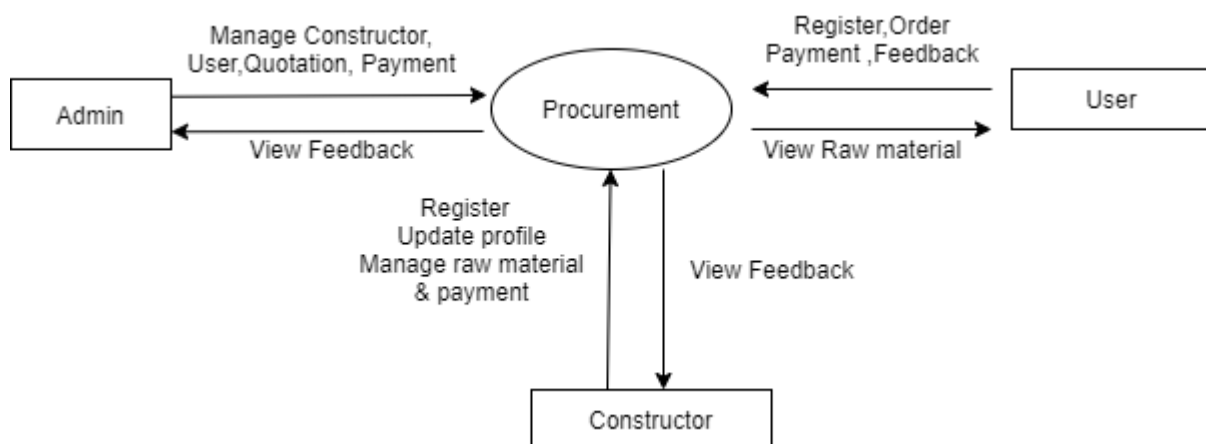 Manage Constructor,
User,Quotation, Payment
Admin
View Feedback
Procurement
Register,Order
Payment ,Feedback
User
View Raw material
Register
Update profile
Manage raw material
& payment
View Feedback
Constructor